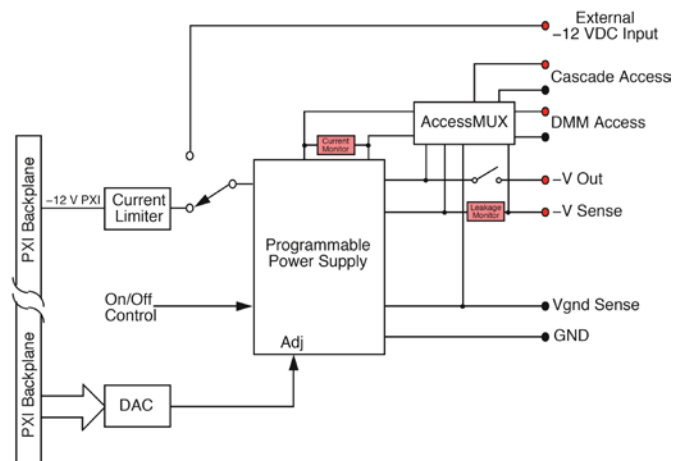 External
–12 VDC Input
Cascade Access
AccessMUX
DMM Access
Current
Monitor
PXI Backplane
–12 V PXI
Current
Limiter
–V Out
Leakage
Monitor
–V Sense
Programmable
Power Supply
On/Off
Control
Vgnd Sense
GND
Adj
PXI Backplane
DAC